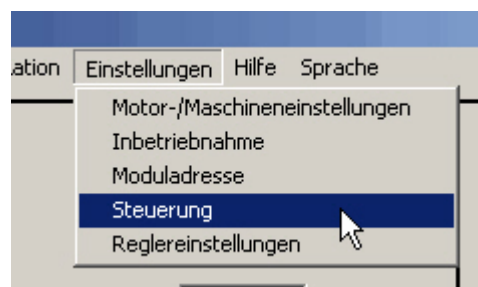 ation Einstellungen Hilfe Sprache
Motor-/Maschineneinstellungen
Inbetriebnahme
Moduladresse
Steuerung
Reglereinstellungen